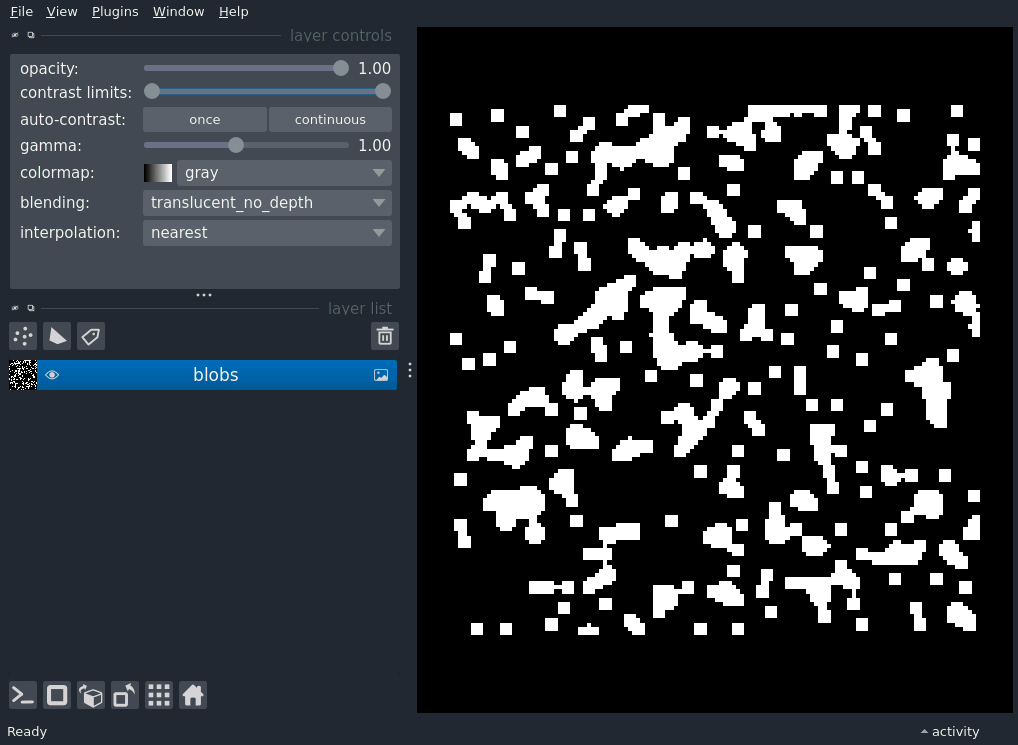 File View Plugins Window Help
layer controls
opacity: 1.00
contrast limits:
auto-contrast: once continuous
gamma: 1.00
colormap: gray
blending: translucent_no_depth
interpolation: nearest
layer list
blobs
Ready activity